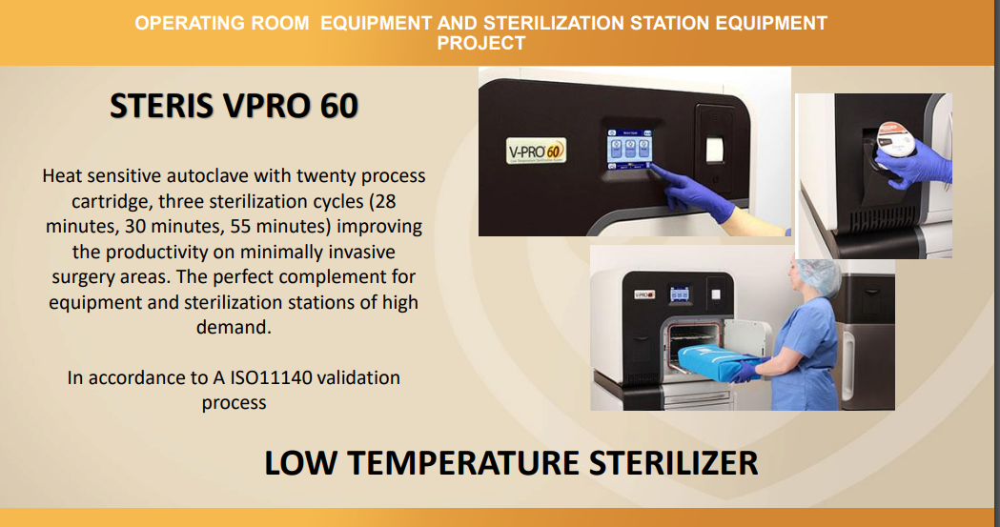 OPERATING ROOM  EQUIPMENT AND STERILIZATION STATION EQUIPMENT
PROJECT
STERIS VPRO 60
Heat sensitive autoclave with twenty process
cartridge, three sterilization cycles (28
minutes, 30 minutes, 55 minutes) improving
the productivity on minimally invasive
surgery areas. The perfect complement for
equipment and sterilization stations of high
demand.
In accordance to A ISO11140 validation
process
V-PRO 60
V-PRO
LOW TEMPERATURE STERILIZER